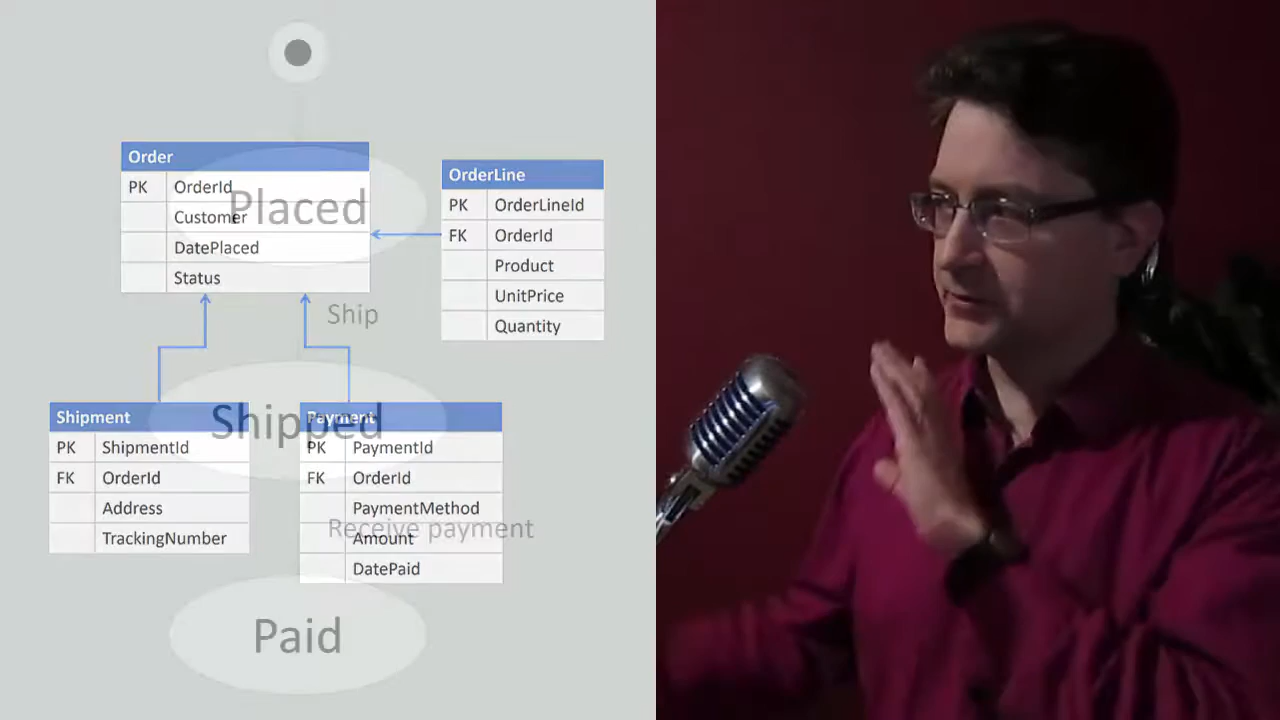 Order
PK OrderId
Customer
DatePlaced
Status
Placed
OrderLine
PK OrderLineId
FK OrderId
Product
UnitPrice
Quantity
Ship
Shipment
PK ShipmentId
FK OrderId
Address
TrackingNumber
Shipped
Payment
PK PaymentId
FK OrderId
PaymentMethod
Amount
DatePaid
Receive payment
Paid